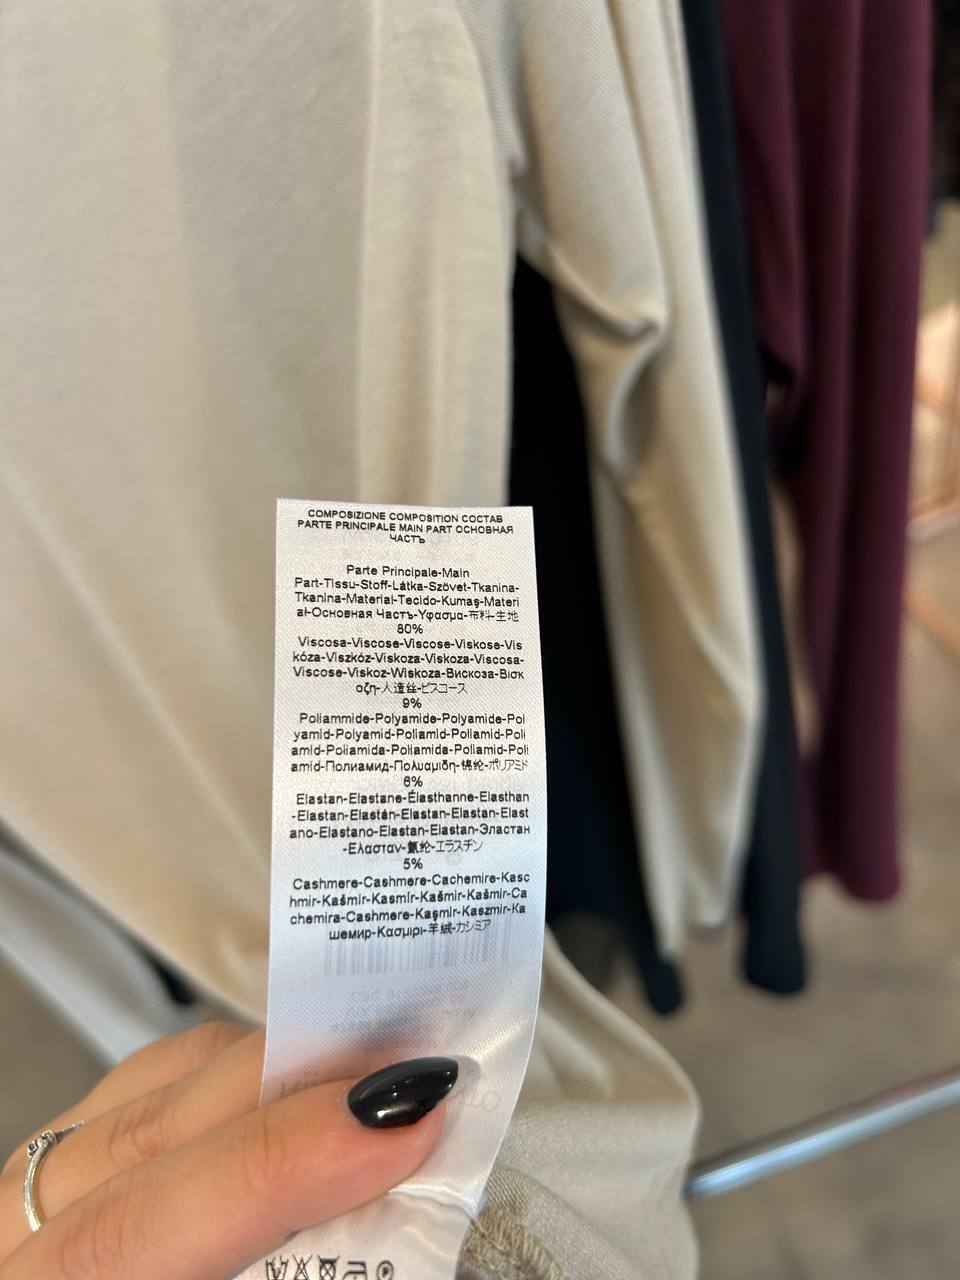 COMPOSIZIONE COMPOSITION СОСТАВ
PARTE PRINCIPALE MAIN PART ОСНОВНАЯ
ЧАСТЬ
Parte Principale-Main
Part-Tissu-Stoff-Látka-Szövet-Tkanina-
Tkanina-Material-Tecido-Kumaş-Materi
al-Основная Часть-Υφασμα-布料-生地
80%
Viscosa-Viscose-Viscose-Viskose-Vis
kóza-Viszkóz-Viskoza-Viskoza-Viscosa-
Viscose-Viskoz-Wiskoza-Вискоза-Βισκ
οζη-人造丝-ビスコース
9%
Poliammide-Polyamide-Polyamide-Pol
yamid-Polyamid-Poliamid-Poliamid-Poli
amid-Poliamida-Poliamida-Poliamid-Poli
amid-Полиамид-Πολυαμιδη-锦纶-ポリアミド
6%
Elastan-Elastane-Élasthanne-Elasthan
-Elastan-Elastán-Elastan-Elastan-Elast
ano-Elastano-Elastan-Elastan-Эластан
-Ελασταν-氨纶-エラスチン
5%
Cashmere-Cashmere-Cachemire-Kasc
hmir-Kašmír-Kasmír-Kašmir-Kašmir-Ca
chemira-Cashmere-Kaşmir-Kaszmir-Ка
шемир-Κασμιρι-羊绒-カシミア